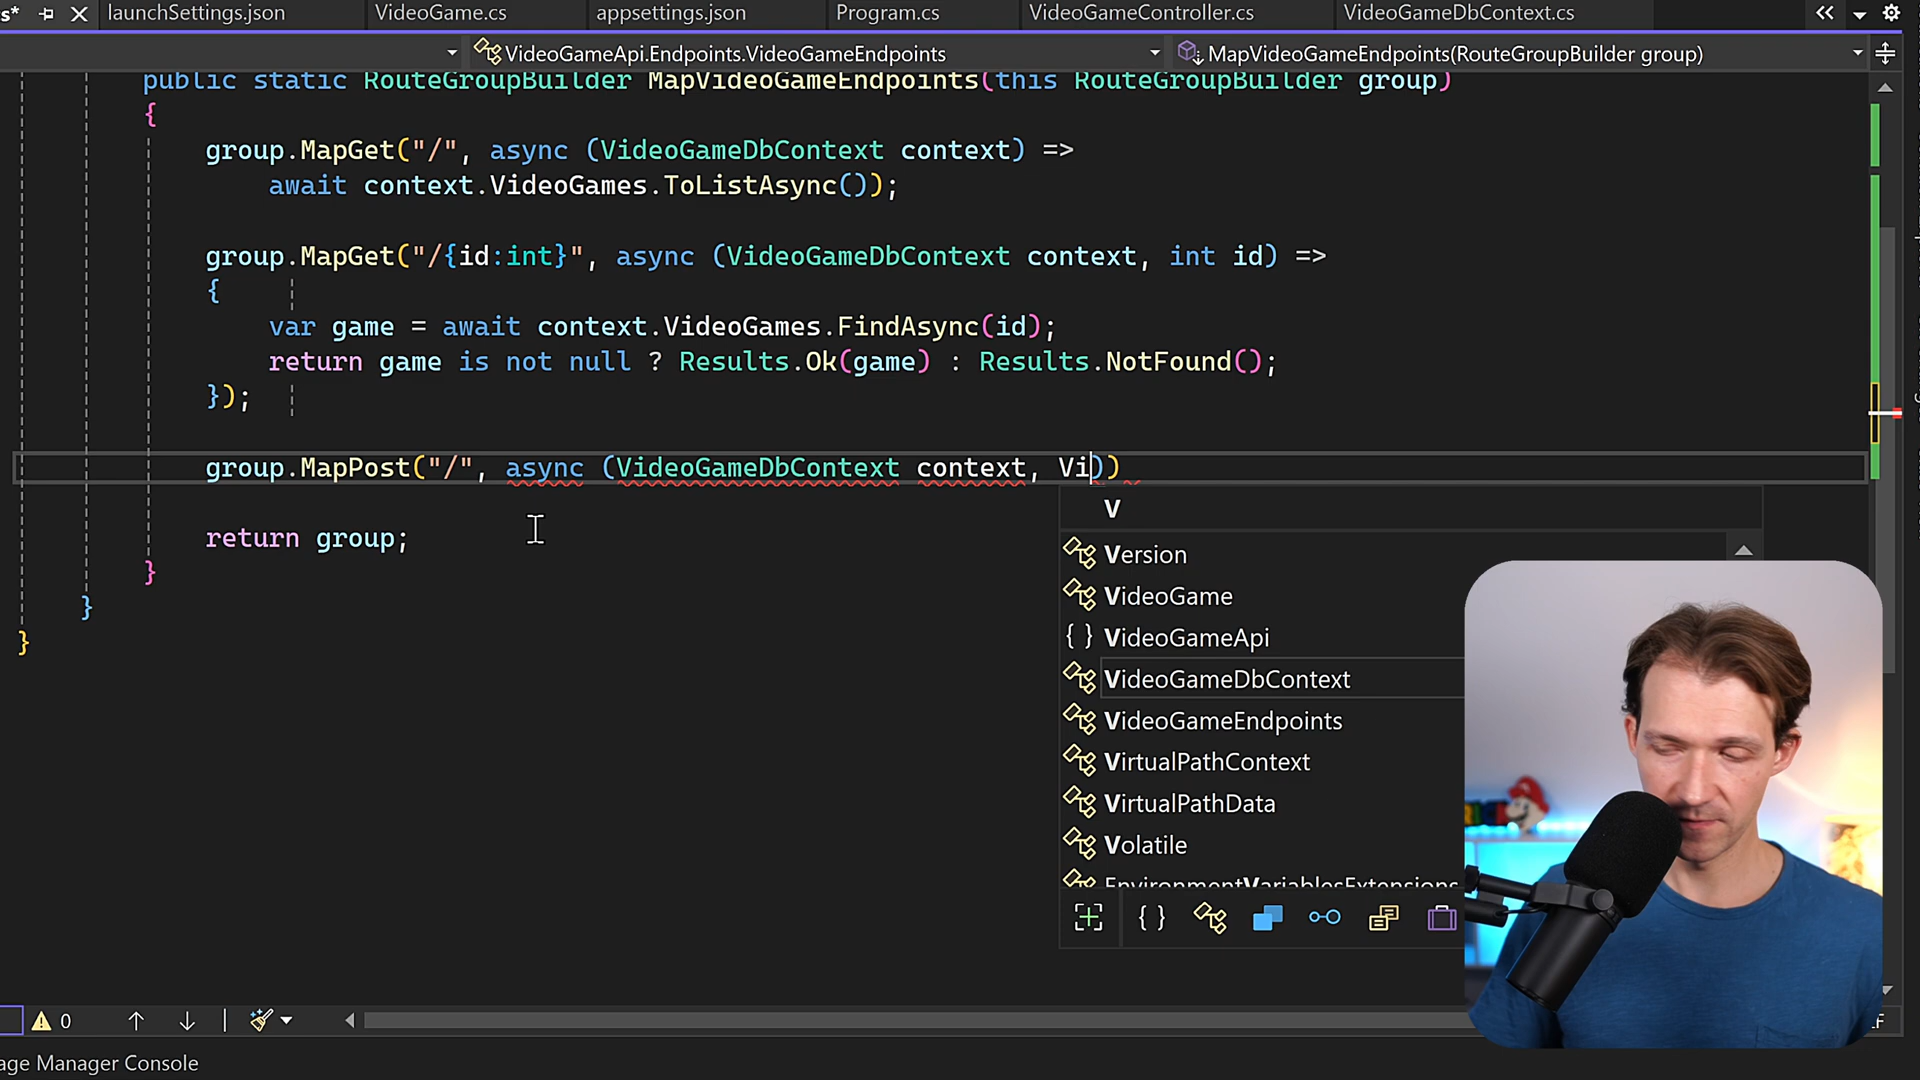 s* launchSettings.json VideoGame.cs appsettings.json Program.cs VideoGameController.cs VideoGameDbContext.cs
VideoGameApi.Endpoints.VideoGameEndpoints MapVideoGameEndpoints(RouteGroupBuilder group)
public static RouteGroupBuilder MapVideoGameEndpoints(this RouteGroupBuilder group)
{
group.MapGet("/", async (VideoGameDbContext context) =>
await context.VideoGames.ToListAsync());
group.MapGet("/{id:int}", async (VideoGameDbContext context, int id) =>
{
var game = await context.VideoGames.FindAsync(id);
return game is not null ? Results.Ok(game) : Results.NotFound();
});
group.MapPost("/", async (VideoGameDbContext context, Vi))
V
Version
VideoGame
{ } VideoGameApi
VideoGameDbContext
VideoGameEndpoints
VirtualPathContext
VirtualPathData
Volatile
EnvironmentVariablesExtensions
return group;
}
}
}
0
age Manager Console